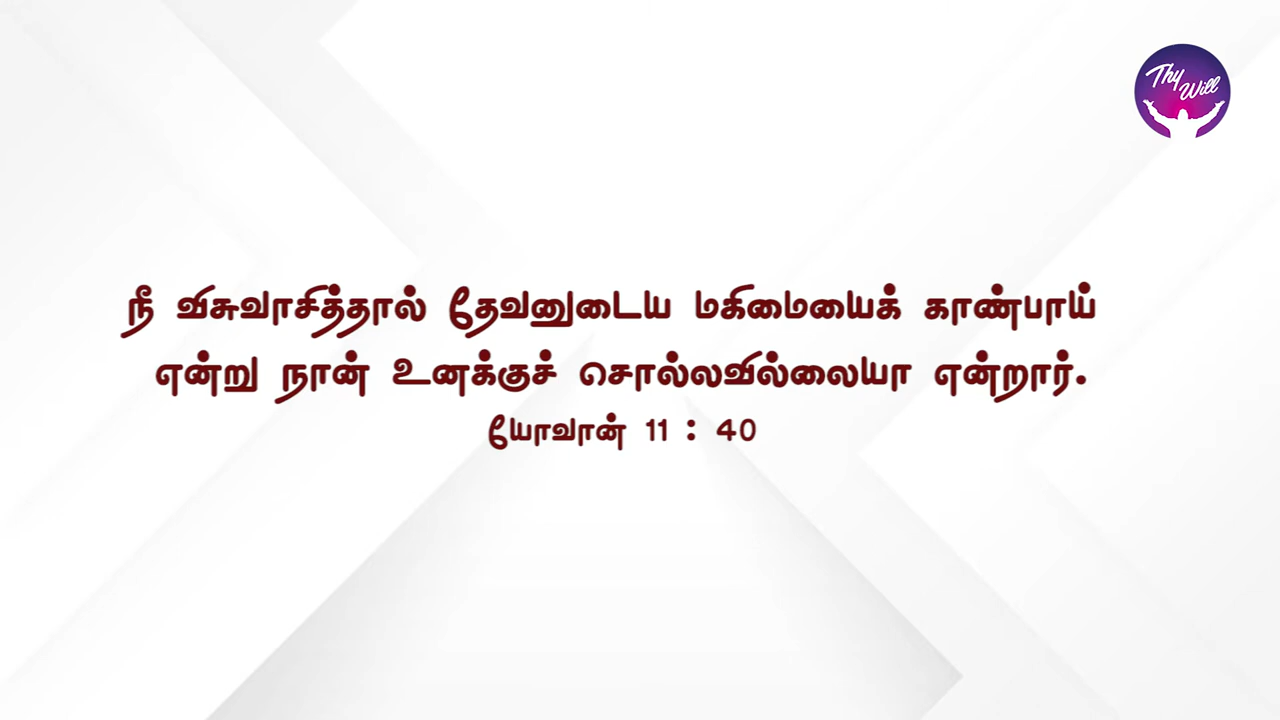 Thy
Will
நீ விசுவாசித்தால் தேவனுடைய மகிமையைக் காண்பாய்
என்று நான் உனக்குச் சொல்லவில்லையா என்றார்.
யோவான் 11 : 40